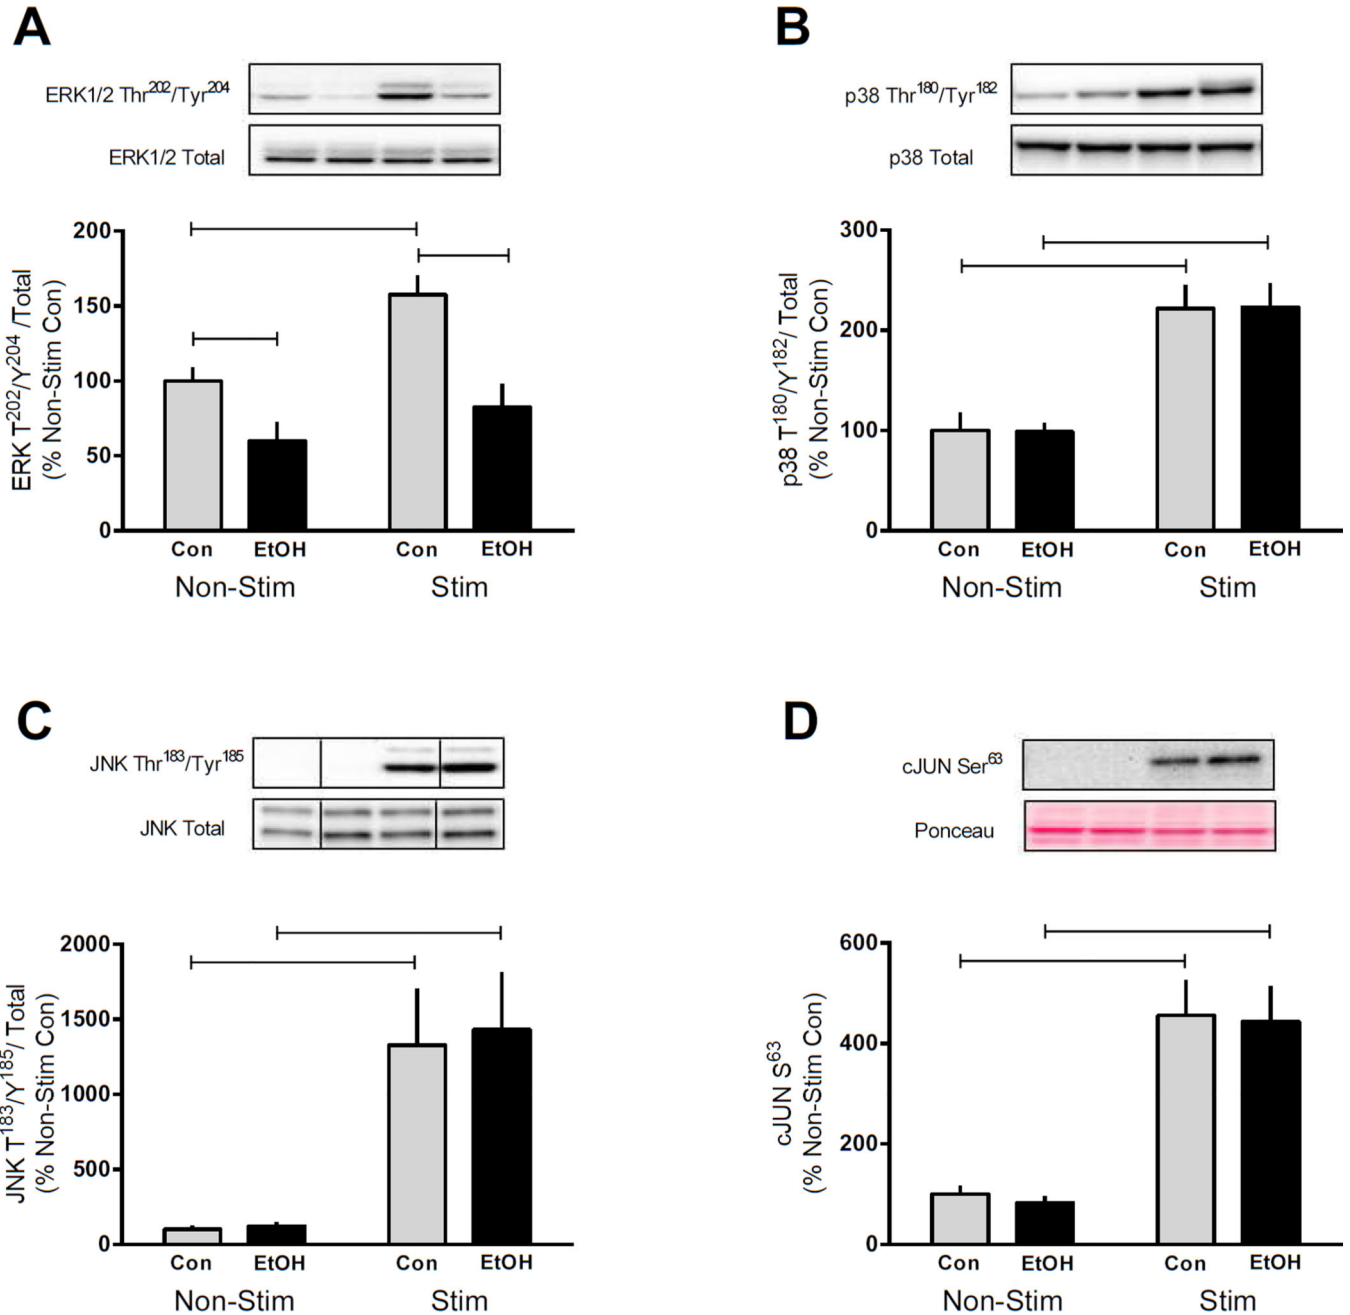 A
ERK1/2 Thr202/Tyr204
ERK1/2 Total
ERK T202/Y204 /Total
(% Non-Stim Con)
200
150
100
50
0
Con EtOH Con EtOH
Non-Stim Stim
B
p38 Thr180/Tyr182
p38 Total
p38 T180/Y182/ Total
(% Non-Stim Con)
300
200
100
0
Con EtOH Con EtOH
Non-Stim Stim
C
JNK Thr183/Tyr185
JNK Total
JNK T183/Y185/ Total
(% Non-Stim Con)
2000
1500
1000
500
0
Con EtOH Con EtOH
Non-Stim Stim
D
cJUN Ser63
Ponceau
cJUN S63
(% Non-Stim Con)
600
400
200
0
Con EtOH Con EtOH
Non-Stim Stim